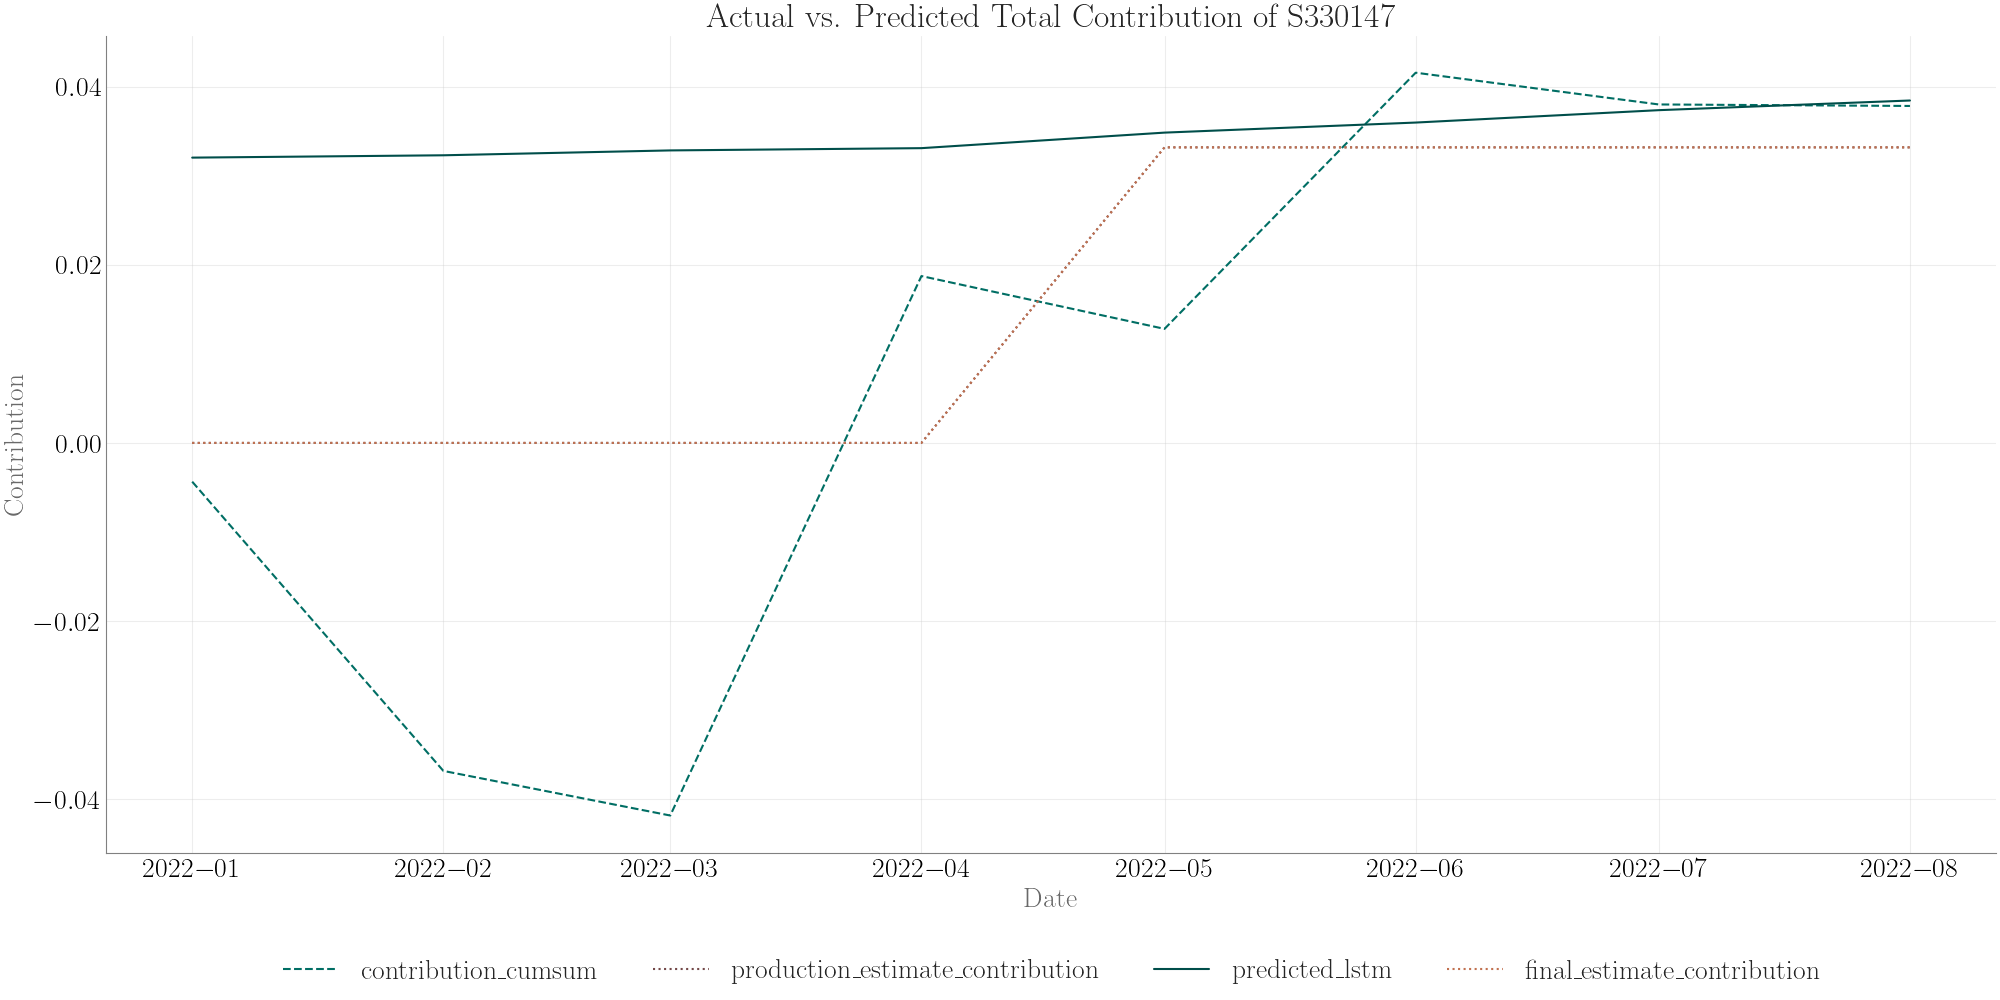 Actual vs. Predicted Total Contribution of S330147
0.04
0.02
0.00
−0.02
−0.04
Contribution
2022−01 2022−02 2022−03 2022−04 2022−05 2022−06 2022−07 2022−08
Date
contribution_cumsum production_estimate_contribution predicted_lstm final_estimate_contribution